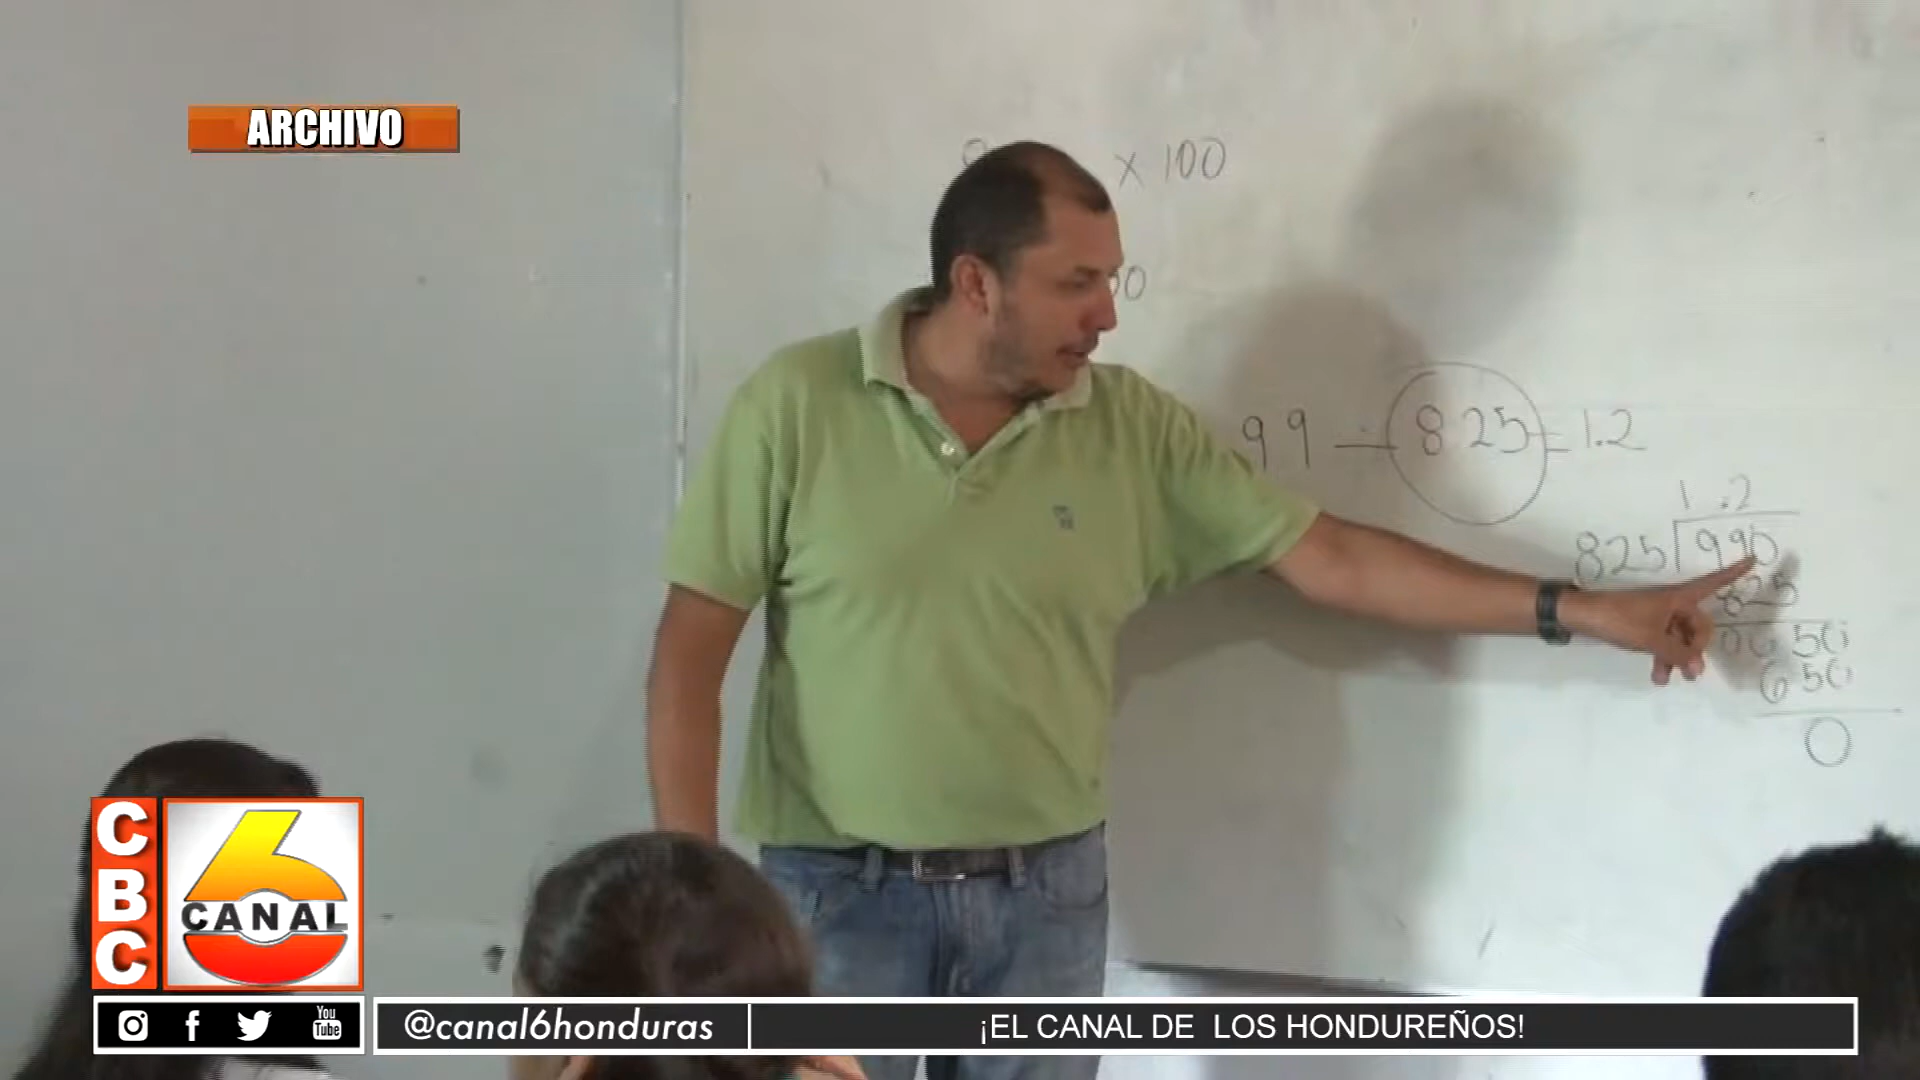 ARCHIVO
x 100
00
99 — 825 = 1.2
1.2
825 990
825
0650
650
0
CBC
6
CANAL
You
Tube
@canal6honduras
¡EL CANAL DE LOS HONDUREÑOS!